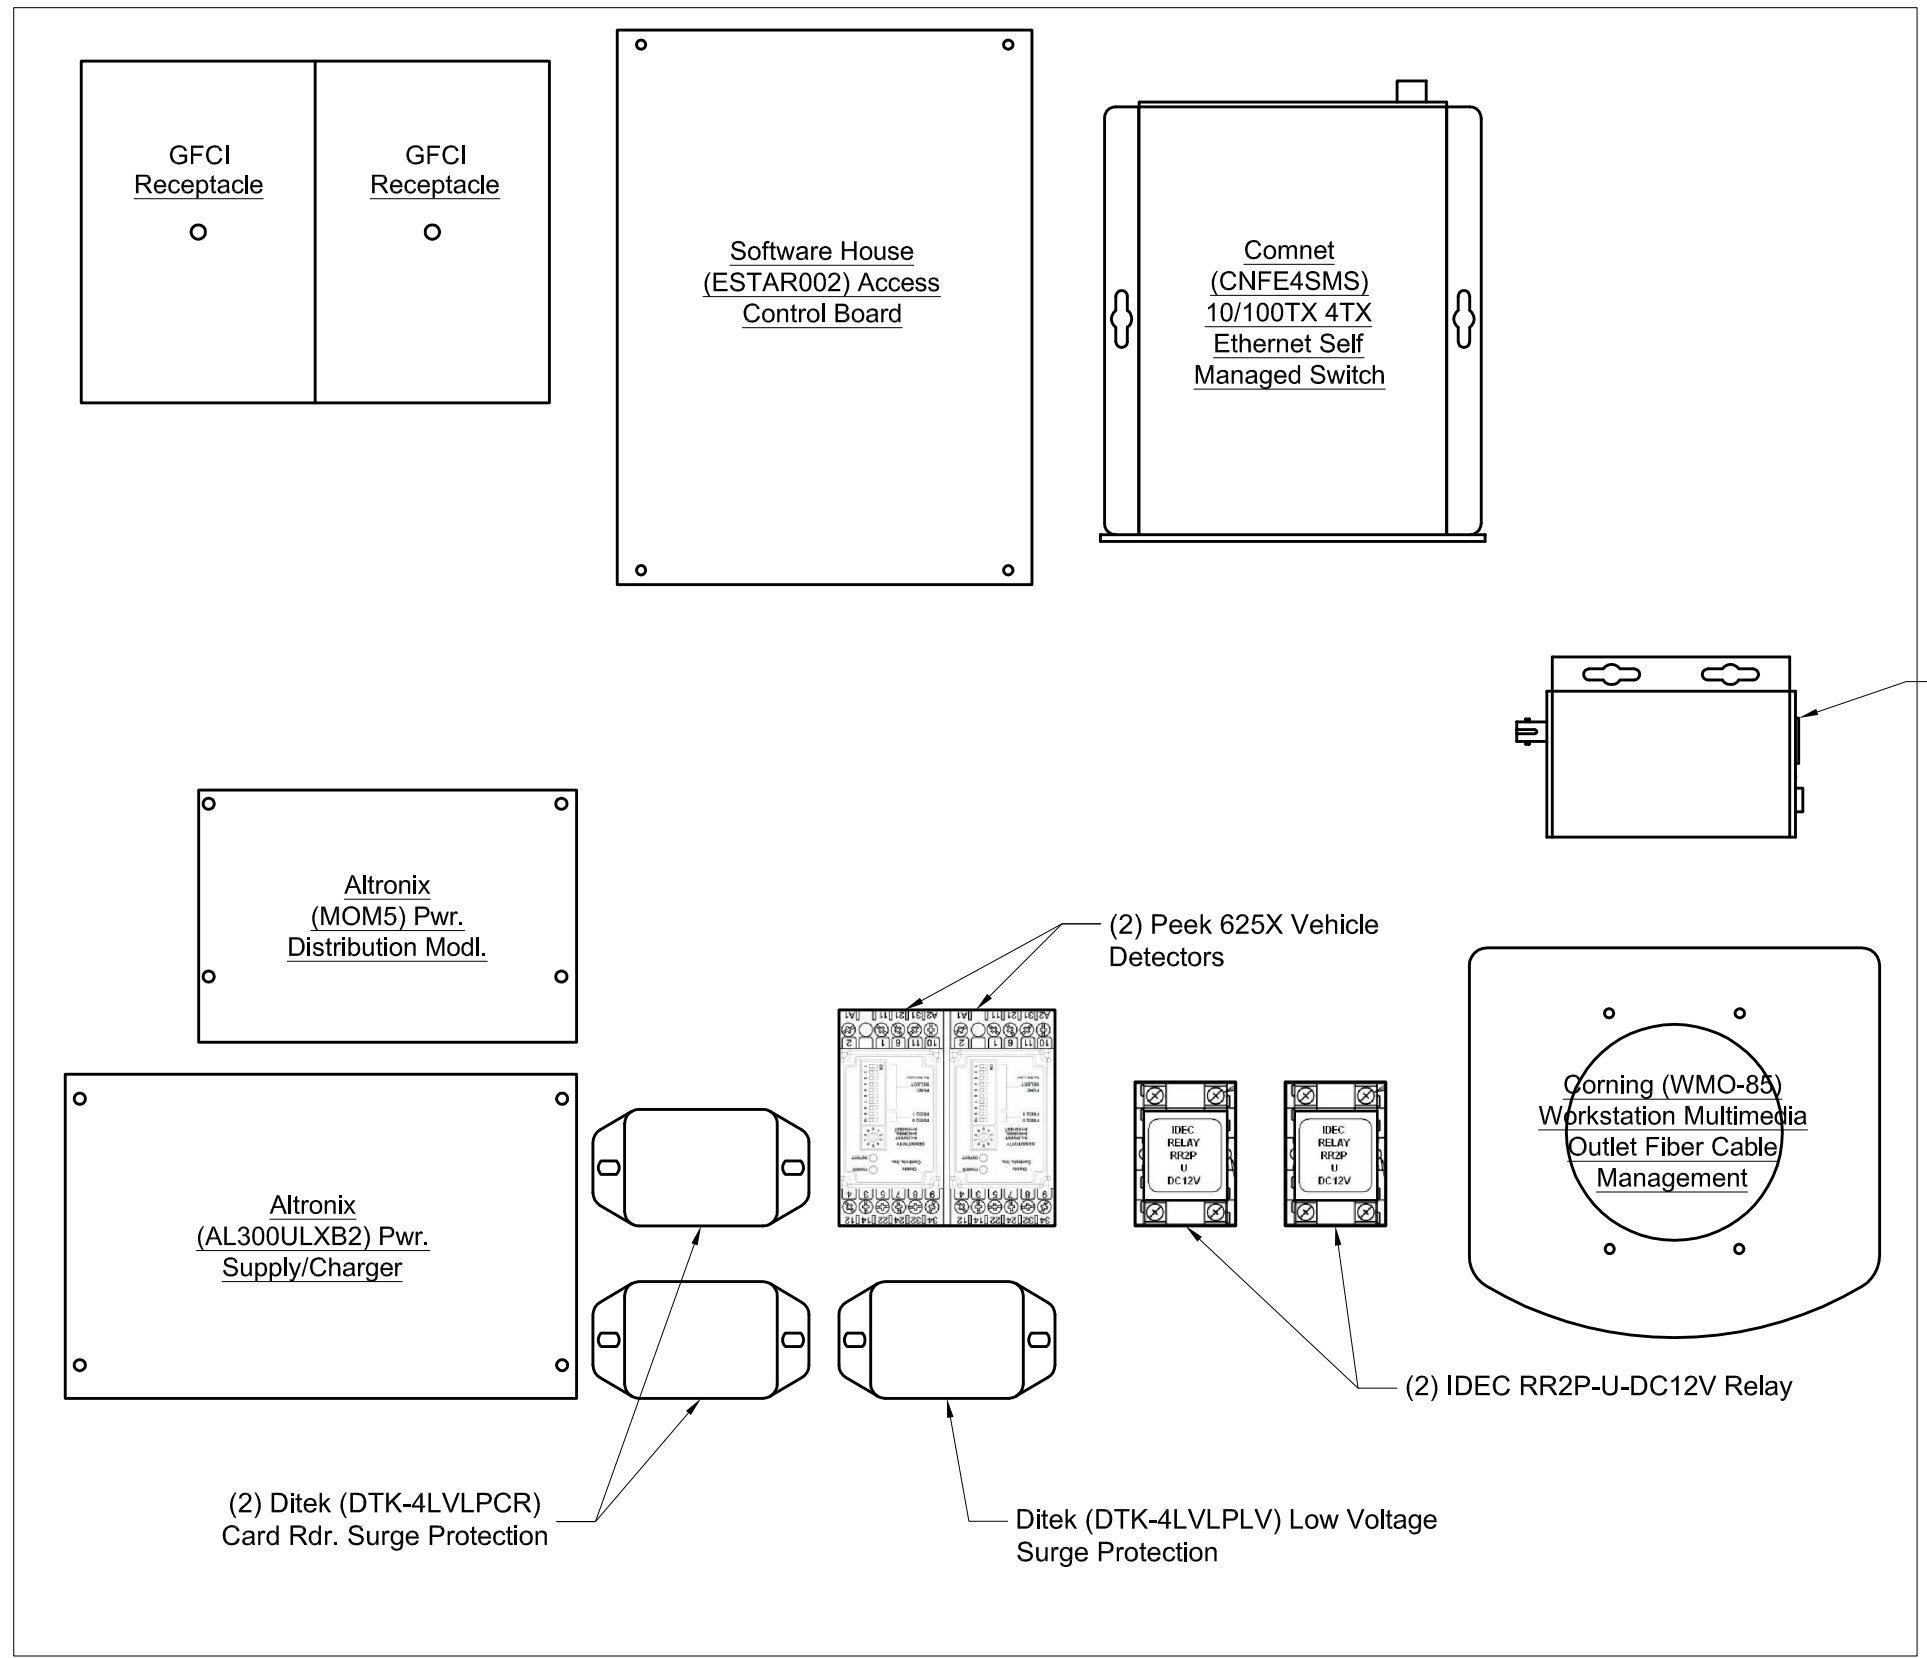 GFCI
Receptacle
GFCI
Receptacle
Software House
(ESTAR002) Access
Control Board
Comnet
(CNFE4SMS)
10/100TX 4TX
Ethernet Self
Managed Switch
Altronix
(MOM5) Pwr.
Distribution Modl.
(2) Peek 625X Vehicle
Detectors
IDEC
RELAY
RR2P
U
DC12V
IDEC
RELAY
RR2P
U
DC12V
Corning (WMO-85)
Workstation Multimedia
Outlet Fiber Cable
Management
Altronix
(AL300ULXB2) Pwr.
Supply/Charger
(2) IDEC RR2P-U-DC12V Relay
(2) Ditek (DTK-4LVLPCR)
Card Rdr. Surge Protection
Ditek (DTK-4LVLPLV) Low Voltage
Surge Protection